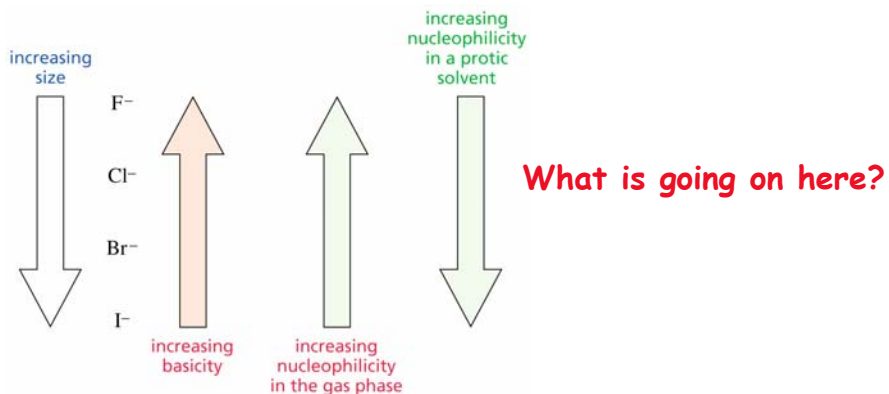 increasing
size
F⁻
Cl⁻
Br⁻
I⁻
increasing
basicity
increasing
nucleophilicity
in the gas phase
increasing
nucleophilicity
in a protic
solvent
What is going on here?